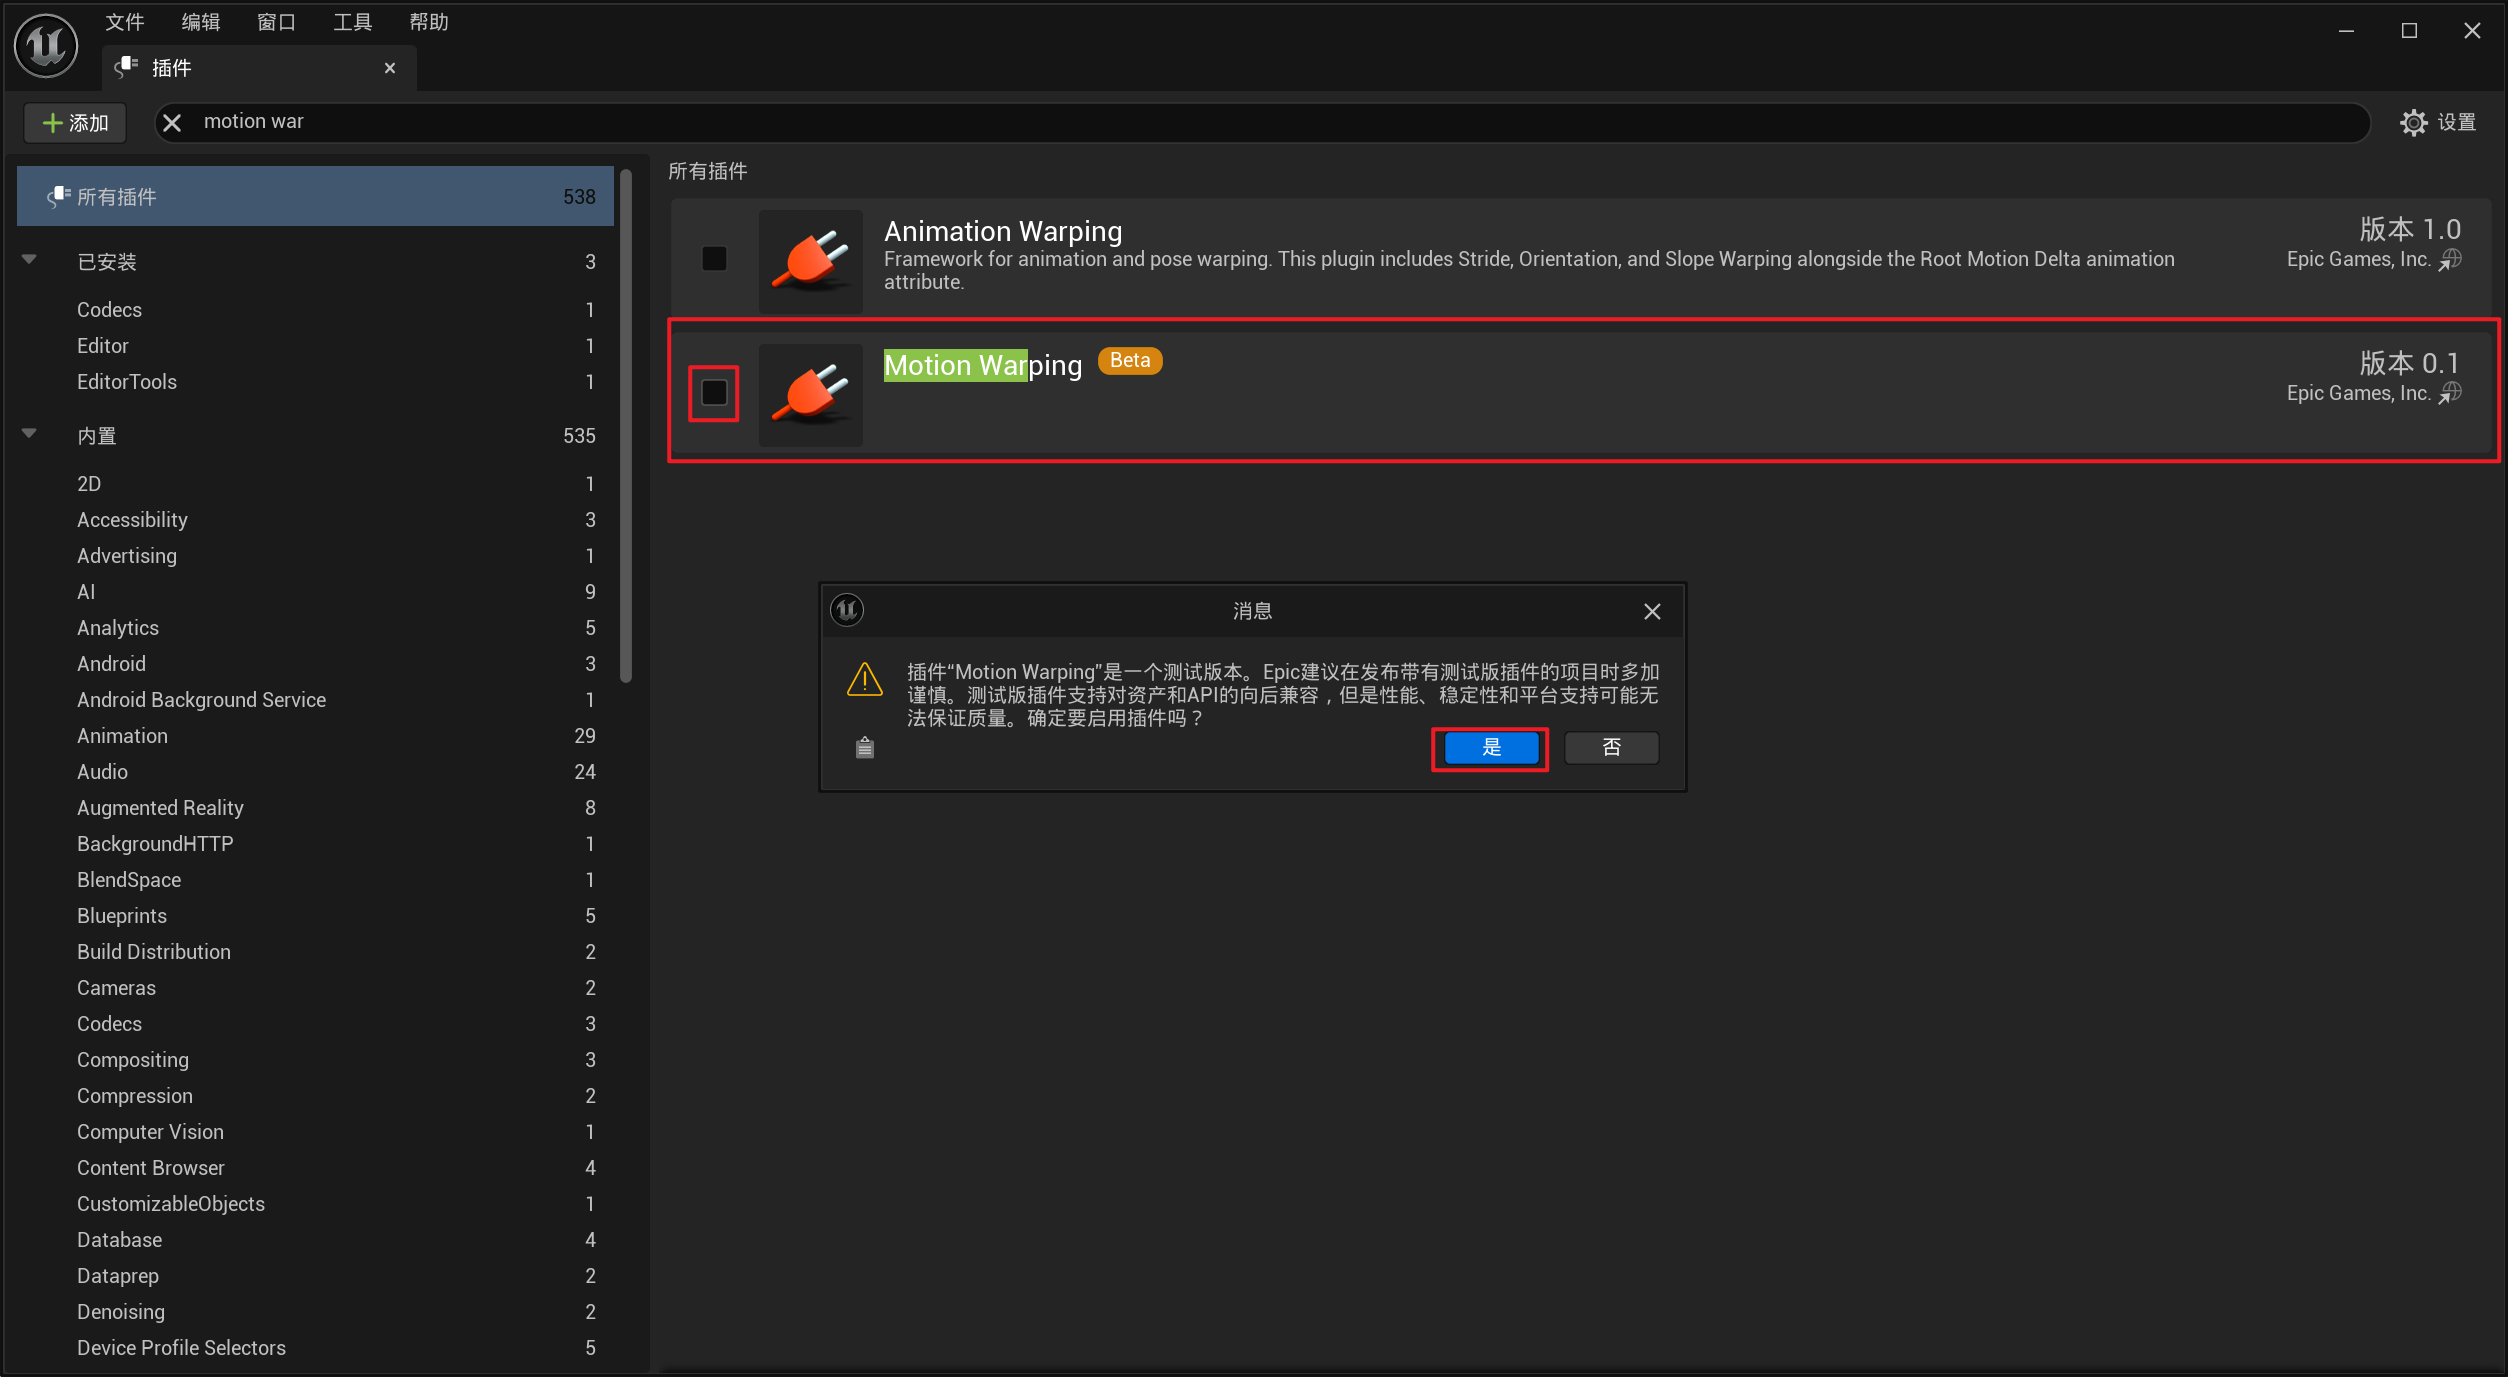 文件 编辑 窗口 工具 帮助
插件
添加
motion war
设置
所有插件 538
已安装 3
Codecs 1
Editor 1
EditorTools 1
内置 535
2D 1
Accessibility 3
Advertising 1
AI 9
Analytics 5
Android 3
Android Background Service 1
Animation 29
Audio 24
Augmented Reality 8
BackgroundHTTP 1
BlendSpace 1
Blueprints 5
Build Distribution 2
Cameras 2
Codecs 3
Compositing 3
Compression 2
Computer Vision 1
Content Browser 4
CustomizableObjects 1
Database 4
Dataprep 2
Denoising 2
Device Profile Selectors 5
所有插件
Animation Warping
版本 1.0
Framework for animation and pose warping. This plugin includes Stride, Orientation, and Slope Warping alongside the Root Motion Delta animation
attribute.
Epic Games, Inc.
Motion Warping Beta
版本 0.1
Epic Games, Inc.
消息
插件“Motion Warping”是一个测试版本。Epic建议在发布带有测试版插件的项目时多加
谨慎。测试版插件支持对资产和API的向后兼容，但是性能、稳定性和平台支持可能无
法保证质量。确定要启用插件吗？
是 否